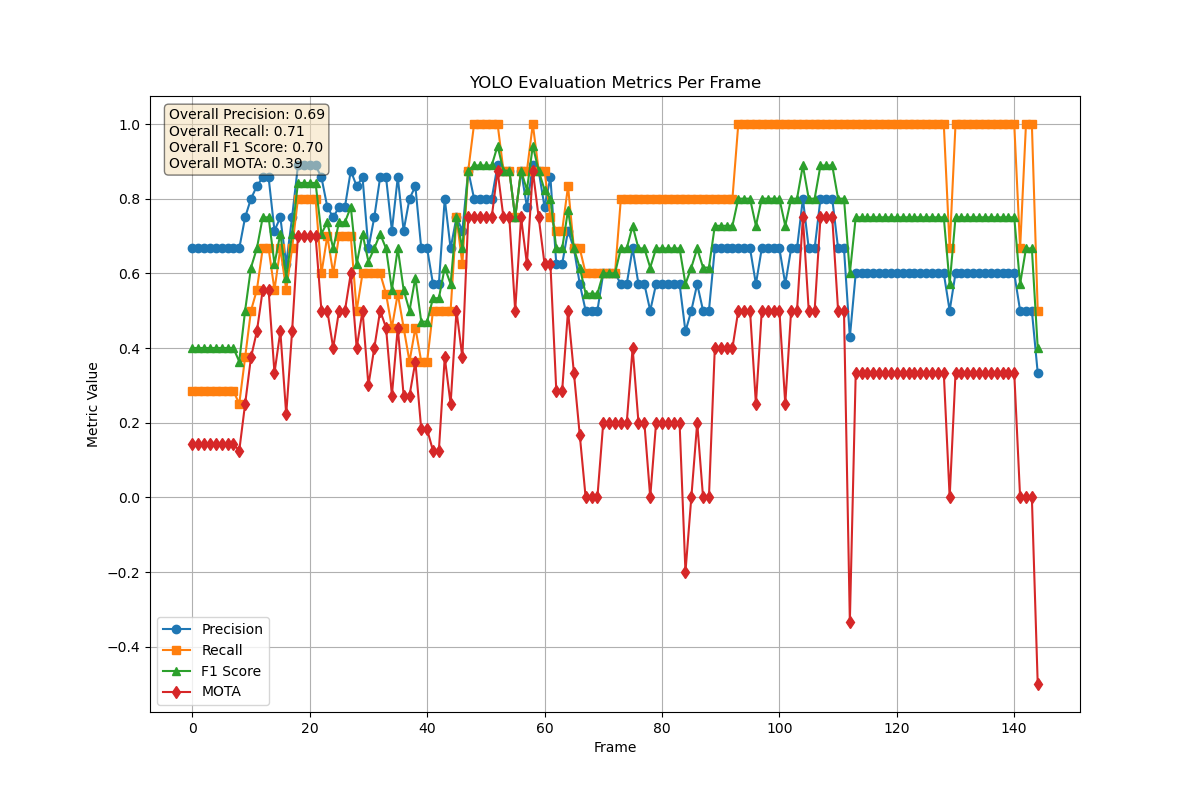 YOLO Evaluation Metrics Per Frame
Overall Precision: 0.69
Overall Recall: 0.71
Overall F1 Score: 0.70
Overall MOTA: 0.39
1.0
0.8
0.6
0.4
0.2
0.0
−0.2
−0.4
Metric Value
Precision
Recall
F1 Score
MOTA
0 20 40 60 80 100 120 140
Frame